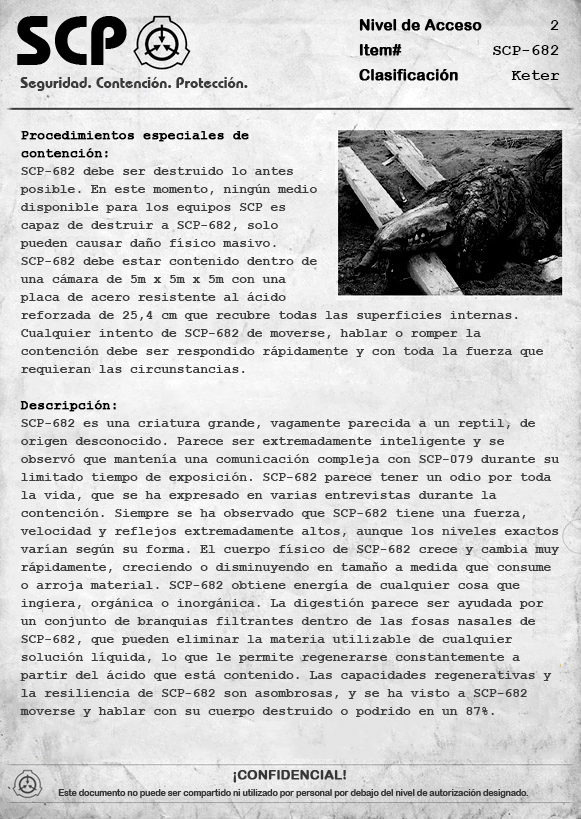 SCP
Seguridad. Contención. Protección.
Nivel de Acceso 2
Item# SCP-682
Clasificación Keter
Procedimientos especiales de
contención:
SCP-682 debe ser destruido lo antes
posible. En este momento, ningún medio
disponible para los equipos SCP es
capaz de destruir a SCP-682, solo
pueden causar daño físico masivo.
SCP-682 debe estar contenido dentro de
una cámara de 5m x 5m x 5m con una
placa de acero resistente al ácido
reforzada de 25,4 cm que recubre todas las superficies internas.
Cualquier intento de SCP-682 de moverse, hablar o romper la
contención debe ser respondido rápidamente y con toda la fuerza que
requieran las circunstancias.
Descripción:
SCP-682 es una criatura grande, vagamente parecida a un reptil, de
origen desconocido. Parece ser extremadamente inteligente y se
observó que mantenía una comunicación compleja con SCP-079 durante su
limitado tiempo de exposición. SCP-682 parece tener un odio por toda
la vida, que se ha expresado en varias entrevistas durante la
contención. Siempre se ha observado que SCP-682 tiene una fuerza,
velocidad y reflejos extremadamente altos, aunque los niveles exactos
varían según su forma. El cuerpo físico de SCP-682 crece y cambia muy
rápidamente, creciendo o disminuyendo en tamaño a medida que consume
o arroja material. SCP-682 obtiene energía de cualquier cosa que
ingiera, orgánica o inorgánica. La digestión parece ser ayudada por
un conjunto de branquias filtrantes dentro de las fosas nasales de
SCP-682, que pueden eliminar la materia utilizable de cualquier
solución líquida, lo que le permite regenerarse constantemente a
partir del ácido que está contenido. Las capacidades regenerativas y
la resiliencia de SCP-682 son asombrosas, y se ha visto a SCP-682
moverse y hablar con su cuerpo destruido o podrido en un 87%.
¡CONFIDENCIAL!
Este documento no puede ser compartido ni utilizado por personal por debajo del nivel de autorización designado.